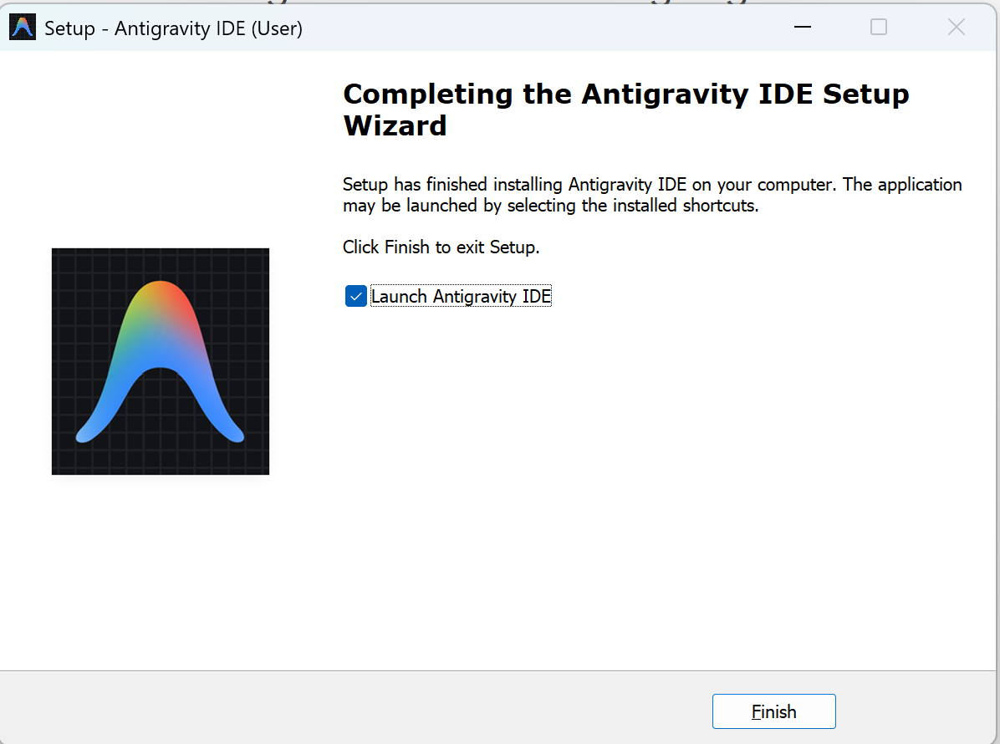 Setup - Antigravity IDE (User)
Completing the Antigravity IDE Setup
Wizard
Setup has finished installing Antigravity IDE on your computer. The application
may be launched by selecting the installed shortcuts.
Click Finish to exit Setup.
Launch Antigravity IDE
Finish